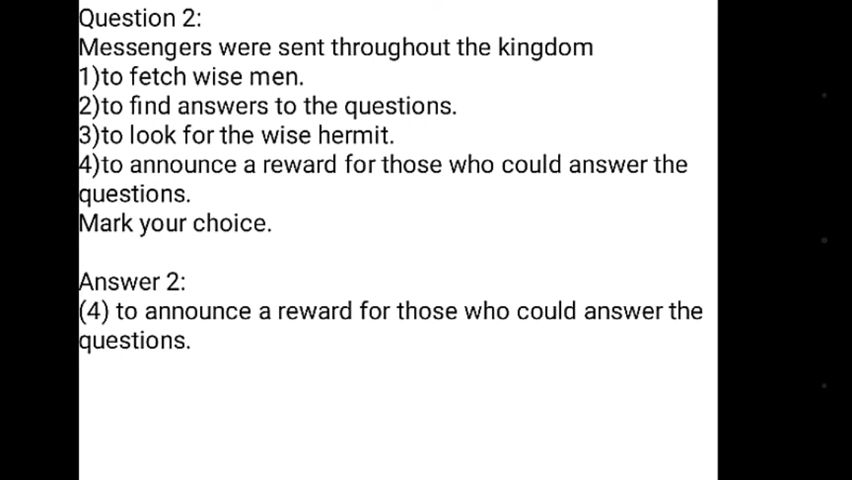 Question 2:
Messengers were sent throughout the kingdom
1)to fetch wise men.
2)to find answers to the questions.
3)to look for the wise hermit.
4)to announce a reward for those who could answer the
questions.
Mark your choice.
Answer 2:
(4) to announce a reward for those who could answer the
questions.